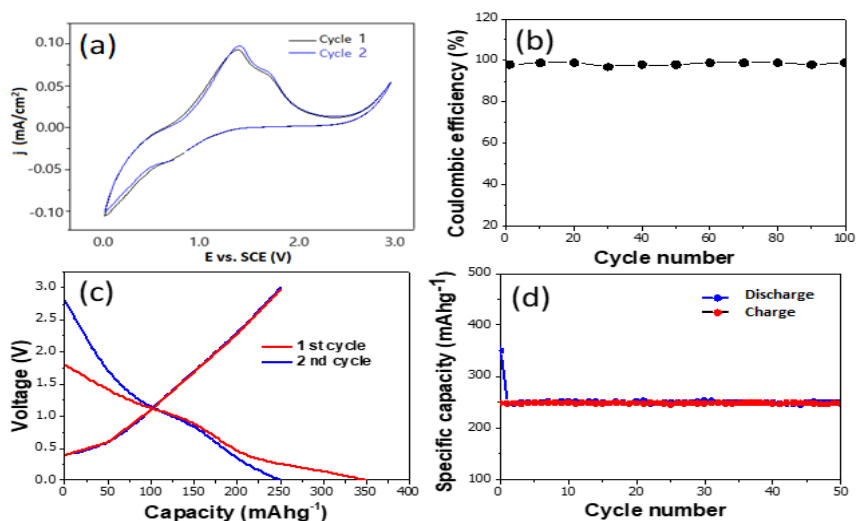 (a)
Cycle 1
Cycle 2
0.10
0.05
0.00
-0.05
-0.10
j (mA/cm²)
0.0 1.0 2.0 3.0
E vs. SCE (V)
(b)
120
100
80
60
40
20
Coulombic efficiency (%)
0 20 40 60 80 100
Cycle number
(c)
1 st cycle
2 nd cycle
3.0
2.5
2.0
1.5
1.0
0.5
0.0
Voltage (V)
0 50 100 150 200 250 300 350 400
Capacity (mAhg⁻¹)
(d)
Discharge
Charge
500
400
300
200
100
Specific capacity (mAhg⁻¹)
0 10 20 30 40 50
Cycle number